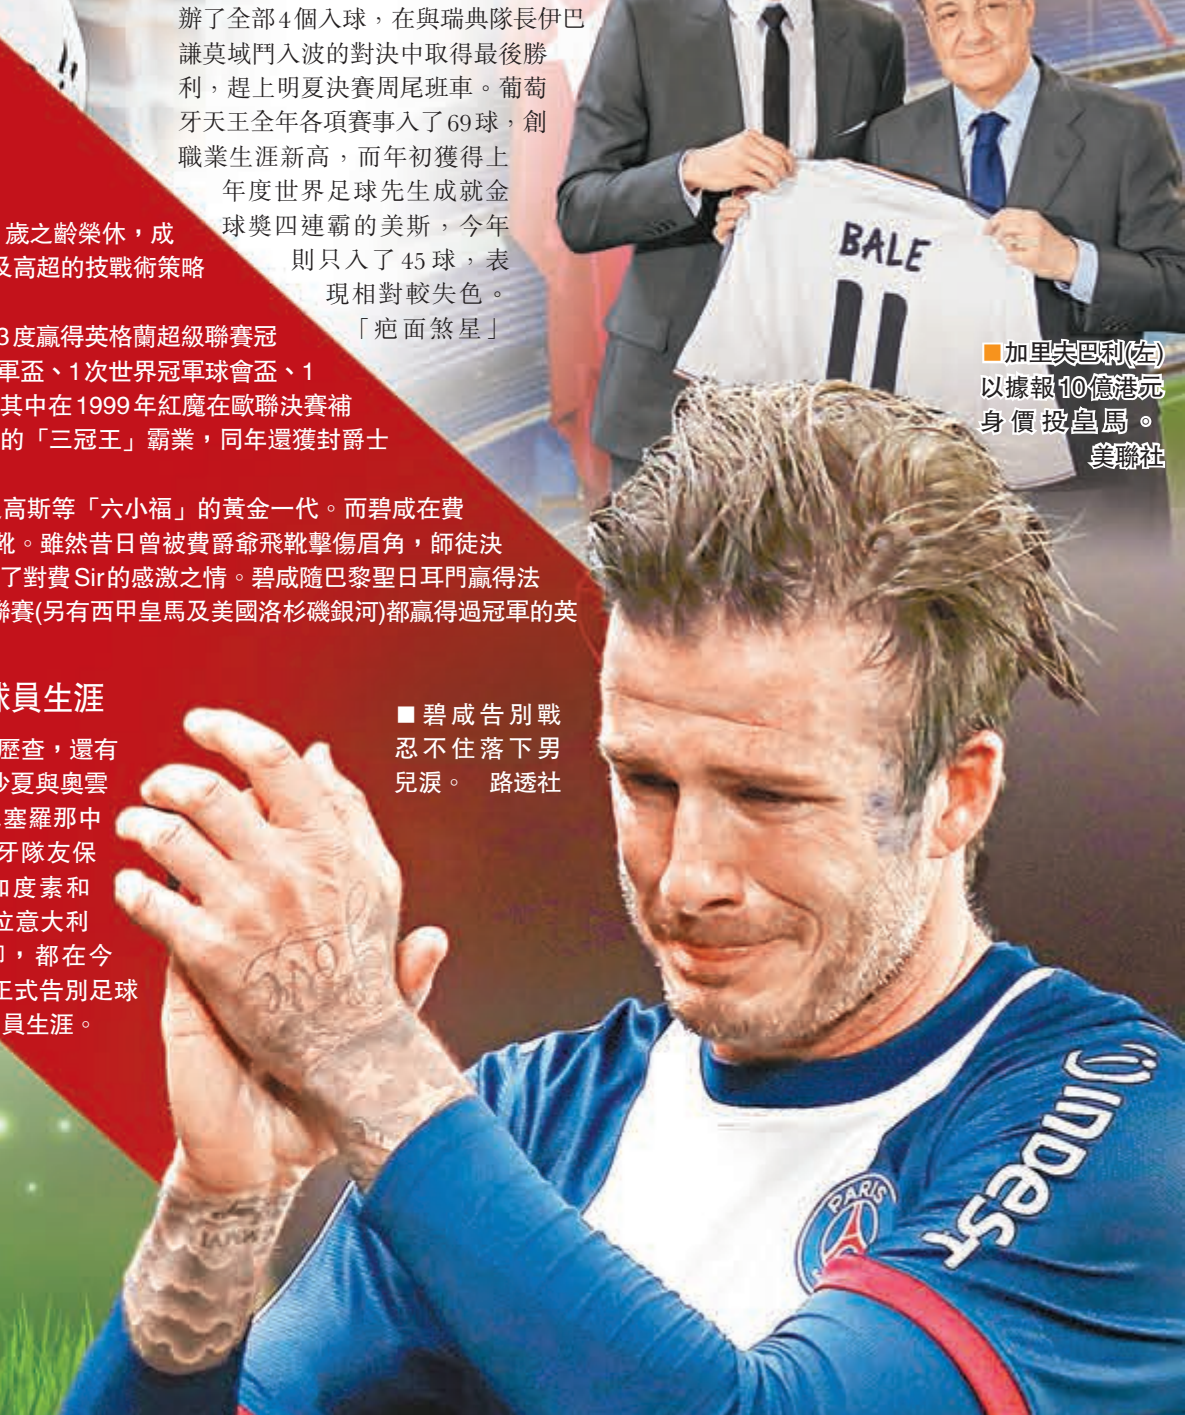 辦了全部4個入球，在與瑞典隊長伊巴
謙莫域鬥入波的對決中取得最後勝
利，趕上明夏決賽周尾班車。葡萄
牙天王全年各項賽事入了69球，創
職業生涯新高，而年初獲得上
年度世界足球先生成就金
球獎四連霸的美斯，今年
則只入了45球，表
現相對較失色。
「疤面煞星」
歲之齡榮休，成
及高超的技戰術策略
3度贏得英格蘭超級聯賽冠
軍盃、1次世界冠軍球會盃、1
其中在1999年紅魔在歐聯決賽補
的「三冠王」霸業，同年還獲封爵士
高斯等「六小福」的黃金一代。而碧咸在費
靴。雖然昔日曾被費爵爺飛靴擊傷眉角，師徒決
了對費Sir的感激之情。碧咸隨巴黎聖日耳門贏得法
聯賽(另有西甲皇馬及美國洛杉磯銀河)都贏得過冠軍的英
球員生涯
歷查，還有
沙夏與奧雲
塞羅那中
牙隊友保
加度素和
位意大利
，都在今
正式告別足球
員生涯。
■碧咸告別戰
忍不住落下男
兒淚。 路透社
BALE
11
■加里夫巴利(左)
以據報10億港元
身價投皇馬。
美聯社
Love
PARIS
Jindesr